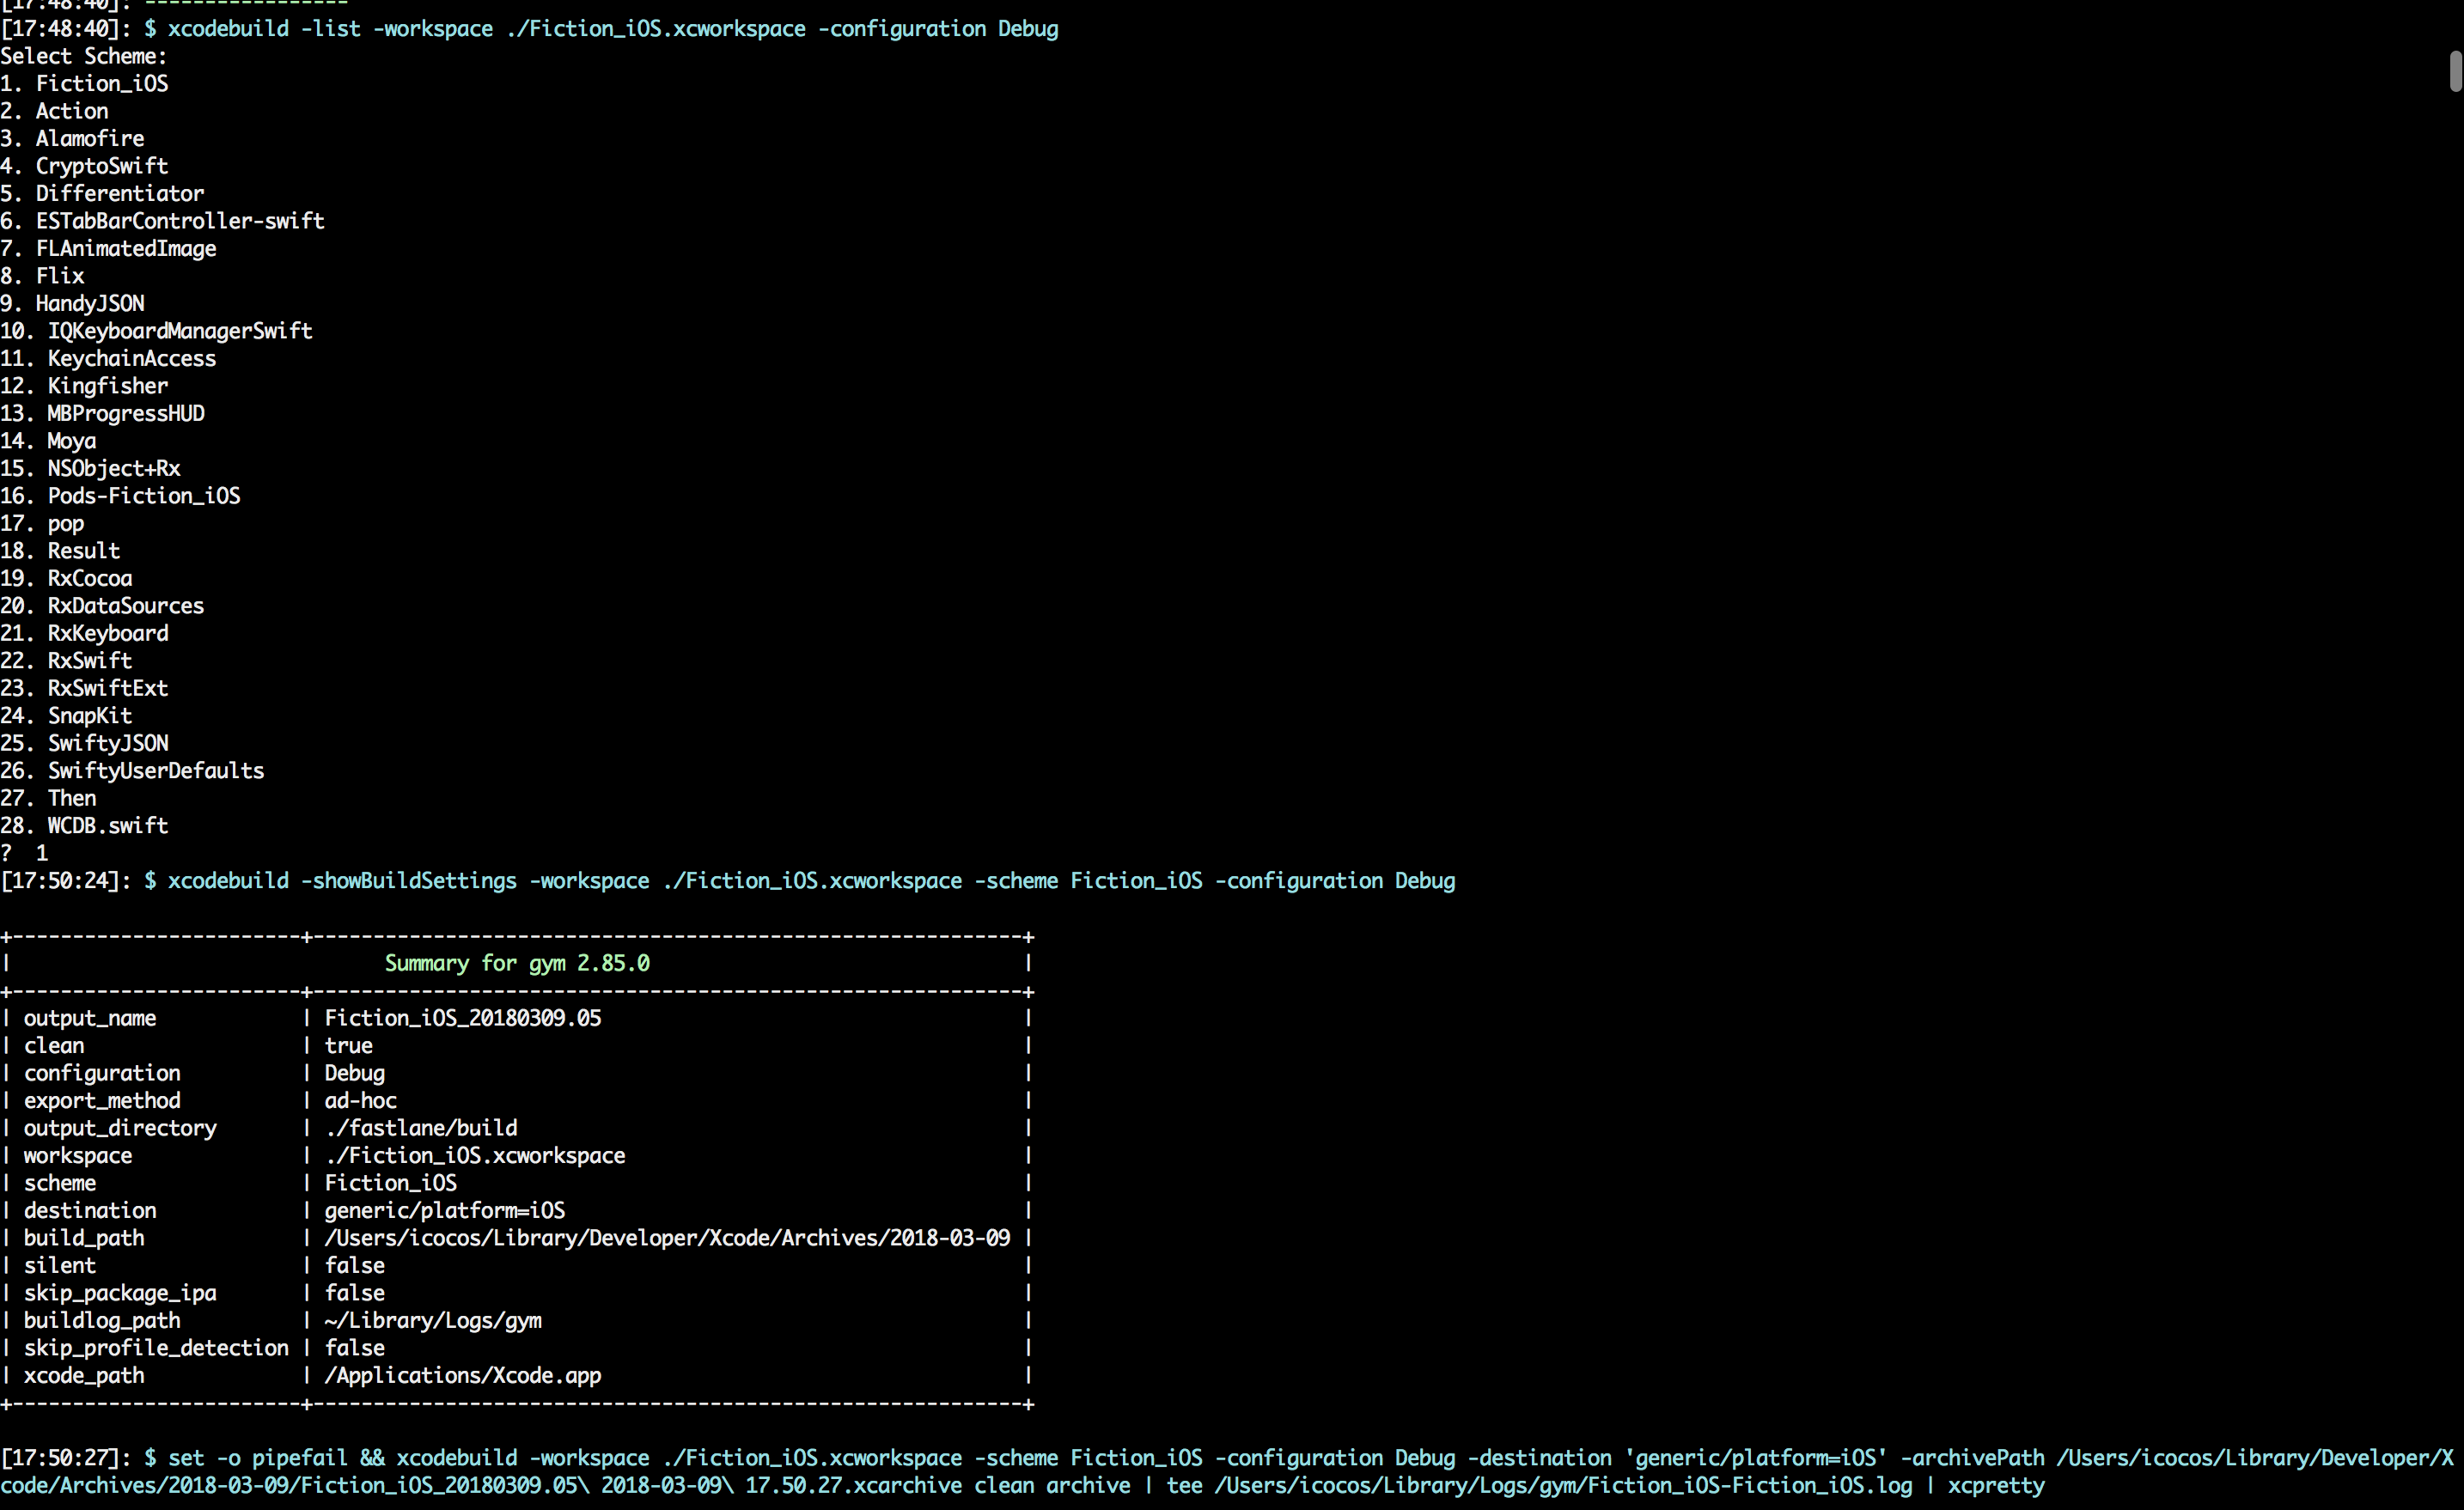 [17:48:40]: -----------------
[17:48:40]: $ xcodebuild -list -workspace ./Fiction_iOS.xcworkspace -configuration Debug
Select Scheme:
1. Fiction_iOS
2. Action
3. Alamofire
4. CryptoSwift
5. Differentiator
6. ESTabBarController-swift
7. FLAnimatedImage
8. Flix
9. HandyJSON
10. IQKeyboardManagerSwift
11. KeychainAccess
12. Kingfisher
13. MBProgressHUD
14. Moya
15. NSObject+Rx
16. Pods-Fiction_iOS
17. pop
18. Result
19. RxCocoa
20. RxDataSources
21. RxKeyboard
22. RxSwift
23. RxSwiftExt
24. SnapKit
25. SwiftyJSON
26. SwiftyUserDefaults
27. Then
28. WCDB.swift
?  1
[17:50:24]: $ xcodebuild -showBuildSettings -workspace ./Fiction_iOS.xcworkspace -scheme Fiction_iOS -configuration Debug
+------------------------+-----------------------------------------------------------+
|                               Summary for gym 2.85.0                               |
+------------------------+-----------------------------------------------------------+
| output_name            | Fiction_iOS_20180309.05                                   |
| clean                  | true                                                      |
| configuration          | Debug                                                     |
| export_method          | ad-hoc                                                    |
| output_directory       | ./fastlane/build                                          |
| workspace              | ./Fiction_iOS.xcworkspace                                 |
| scheme                 | Fiction_iOS                                               |
| destination            | generic/platform=iOS                                      |
| build_path             | /Users/icocos/Library/Developer/Xcode/Archives/2018-03-09 |
| silent                 | false                                                     |
| skip_package_ipa       | false                                                     |
| buildlog_path          | ~/Library/Logs/gym                                        |
| skip_profile_detection | false                                                     |
| xcode_path             | /Applications/Xcode.app                                   |
+------------------------+-----------------------------------------------------------+
[17:50:27]: $ set -o pipefail && xcodebuild -workspace ./Fiction_iOS.xcworkspace -scheme Fiction_iOS -configuration Debug -destination 'generic/platform=iOS' -archivePath /Users/icocos/Library/Developer/X
code/Archives/2018-03-09/Fiction_iOS_20180309.05\ 2018-03-09\ 17.50.27.xcarchive clean archive | tee /Users/icocos/Library/Logs/gym/Fiction_iOS-Fiction_iOS.log | xcpretty